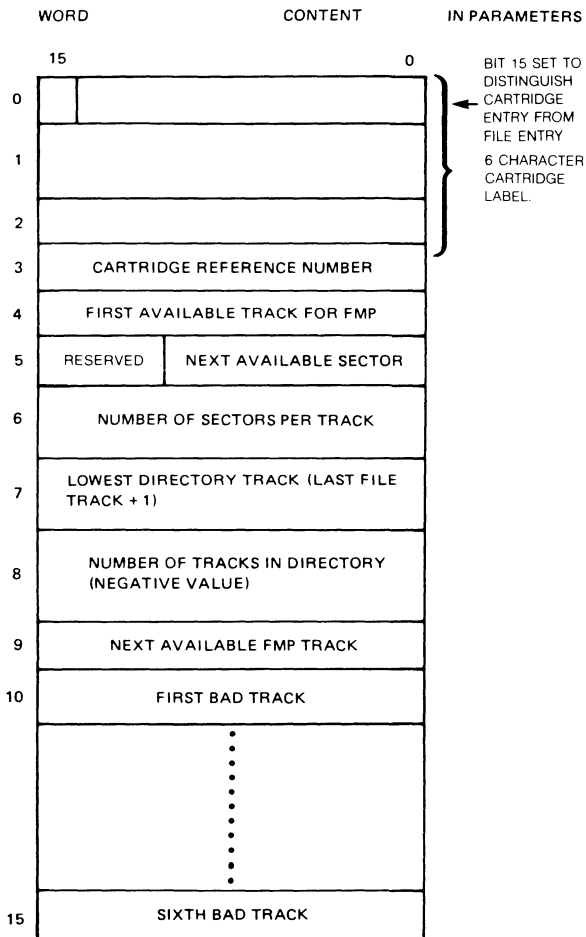 WORD CONTENT IN PARAMETERS
15 0
BIT 15 SET TO
DISTINGUISH
CARTRIDGE
ENTRY FROM
FILE ENTRY
6 CHARACTER
CARTRIDGE
LABEL.
0
1
2
3 CARTRIDGE REFERENCE NUMBER
4 FIRST AVAILABLE TRACK FOR FMP
5 RESERVED NEXT AVAILABLE SECTOR
6 NUMBER OF SECTORS PER TRACK
7 LOWEST DIRECTORY TRACK (LAST FILE
TRACK + 1)
8 NUMBER OF TRACKS IN DIRECTORY
(NEGATIVE VALUE)
9 NEXT AVAILABLE FMP TRACK
10 FIRST BAD TRACK
15 SIXTH BAD TRACK